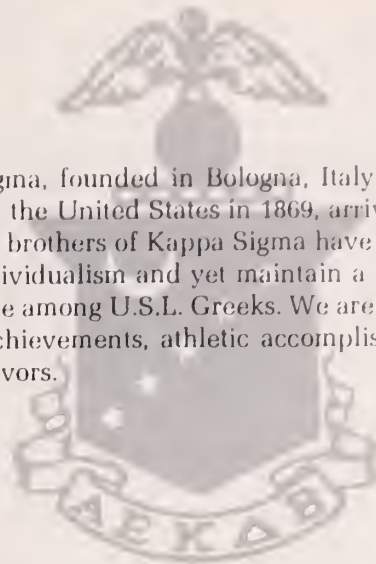 gma, founded in Bologna, Italy
the United States in 1869, arriv
brothers of Kappa Sigma have
ividualism and yet maintain a
e among U.S.L. Greeks. We are
chievements, athletic accomplis
vors.
A E K Δ B